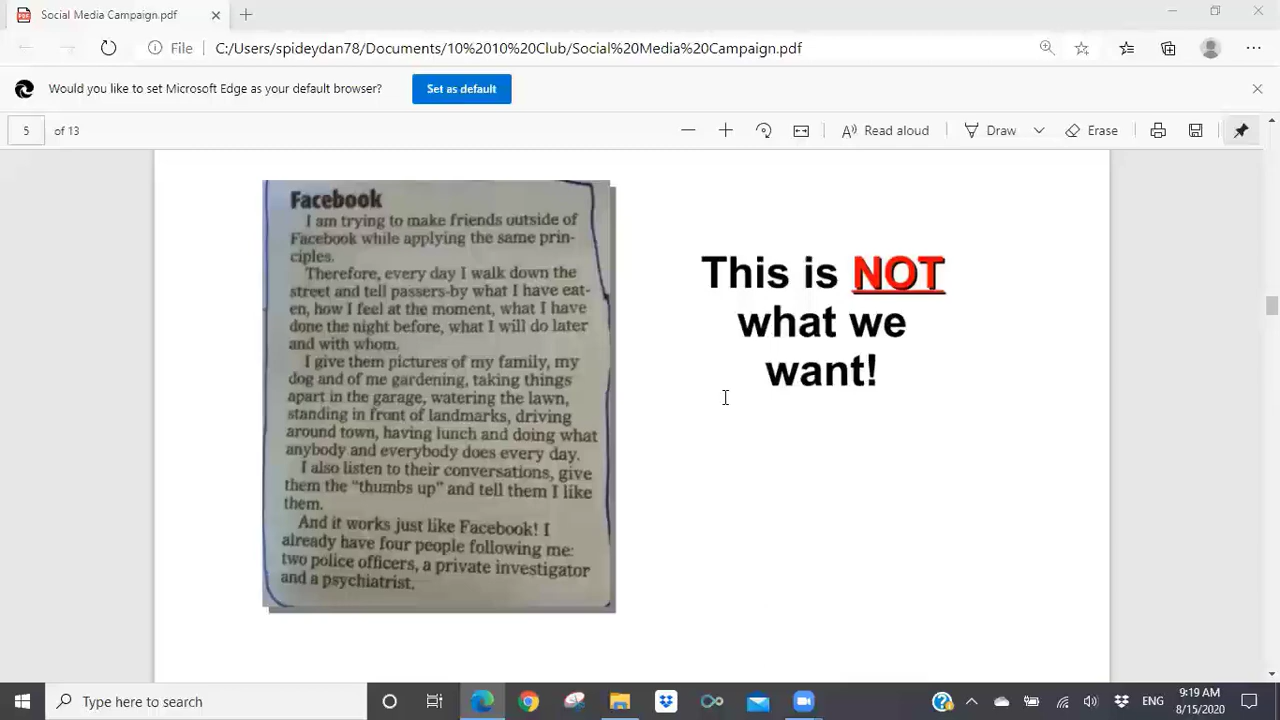 Social Media Campaign.pdf
File
C:/Users/spideydan78/Documents/10%2010%20Club/Social%20Media%20Campaign.pdf
Would you like to set Microsoft Edge as your default browser?
Set as default
5 of 13
Read aloud
Draw
Erase
Facebook
I am trying to make friends outside of
Facebook while applying the same prin-
ciples.
Therefore, every day I walk down the
street and tell passers-by what I have eat-
en, how I feel at the moment, what I have
done the night before, what I will do later
and with whom.
I give them pictures of my family, my
dog and of me gardening, taking things
apart in the garage, watering the lawn,
standing in front of landmarks, driving
around town, having lunch and doing what
anybody and everybody does every day.
I also listen to their conversations, give
them the “thumbs up” and tell them I like
them.
And it works just like Facebook! I
already have four people following me:
two police officers, a private investigator
and a psychiatrist.
This is NOT
what we
want!
Type here to search
ENG
9:19 AM
8/15/2020